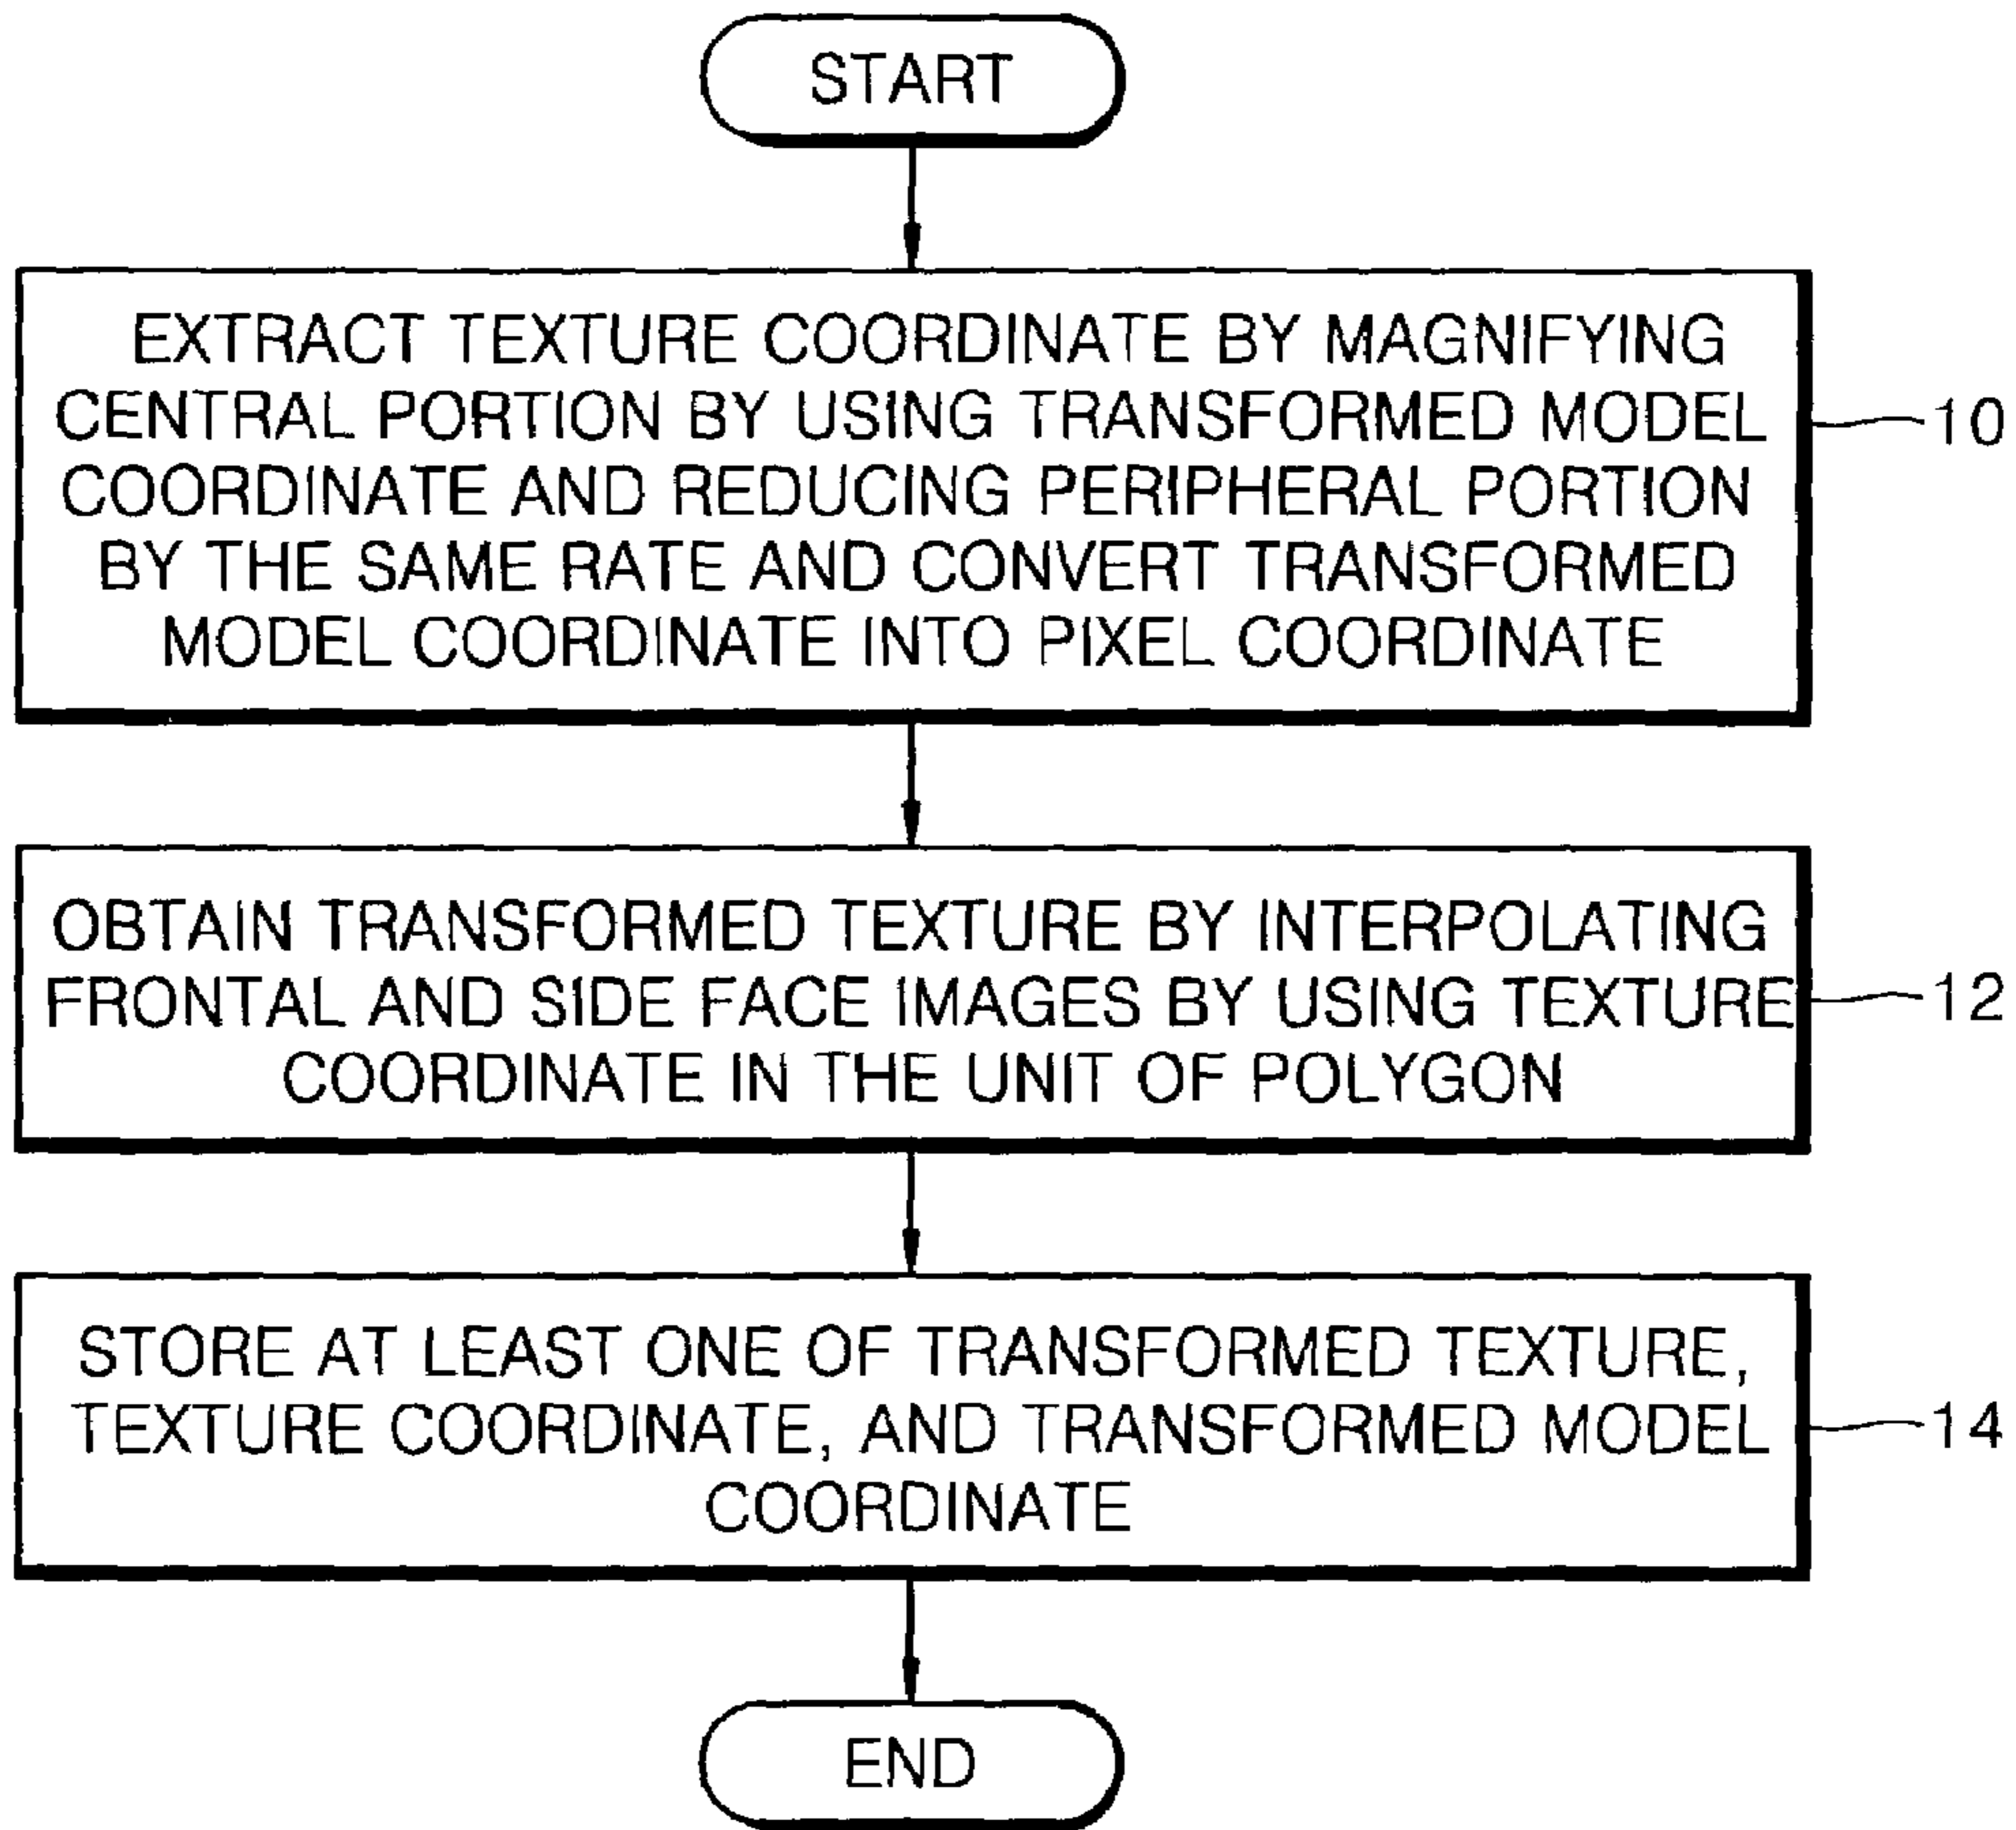 START
EXTRACT TEXTURE COORDINATE BY MAGNIFYING
CENTRAL PORTION BY USING TRANSFORMED MODEL
COORDINATE AND REDUCING PERIPHERAL PORTION
BY THE SAME RATE AND CONVERT TRANSFORMED
MODEL COORDINATE INTO PIXEL COORDINATE
10
OBTAIN TRANSFORMED TEXTURE BY INTERPOLATING
FRONTAL AND SIDE FACE IMAGES BY USING TEXTURE
COORDINATE IN THE UNIT OF POLYGON
12
STORE AT LEAST ONE OF TRANSFORMED TEXTURE,
TEXTURE COORDINATE, AND TRANSFORMED MODEL
COORDINATE
14
END